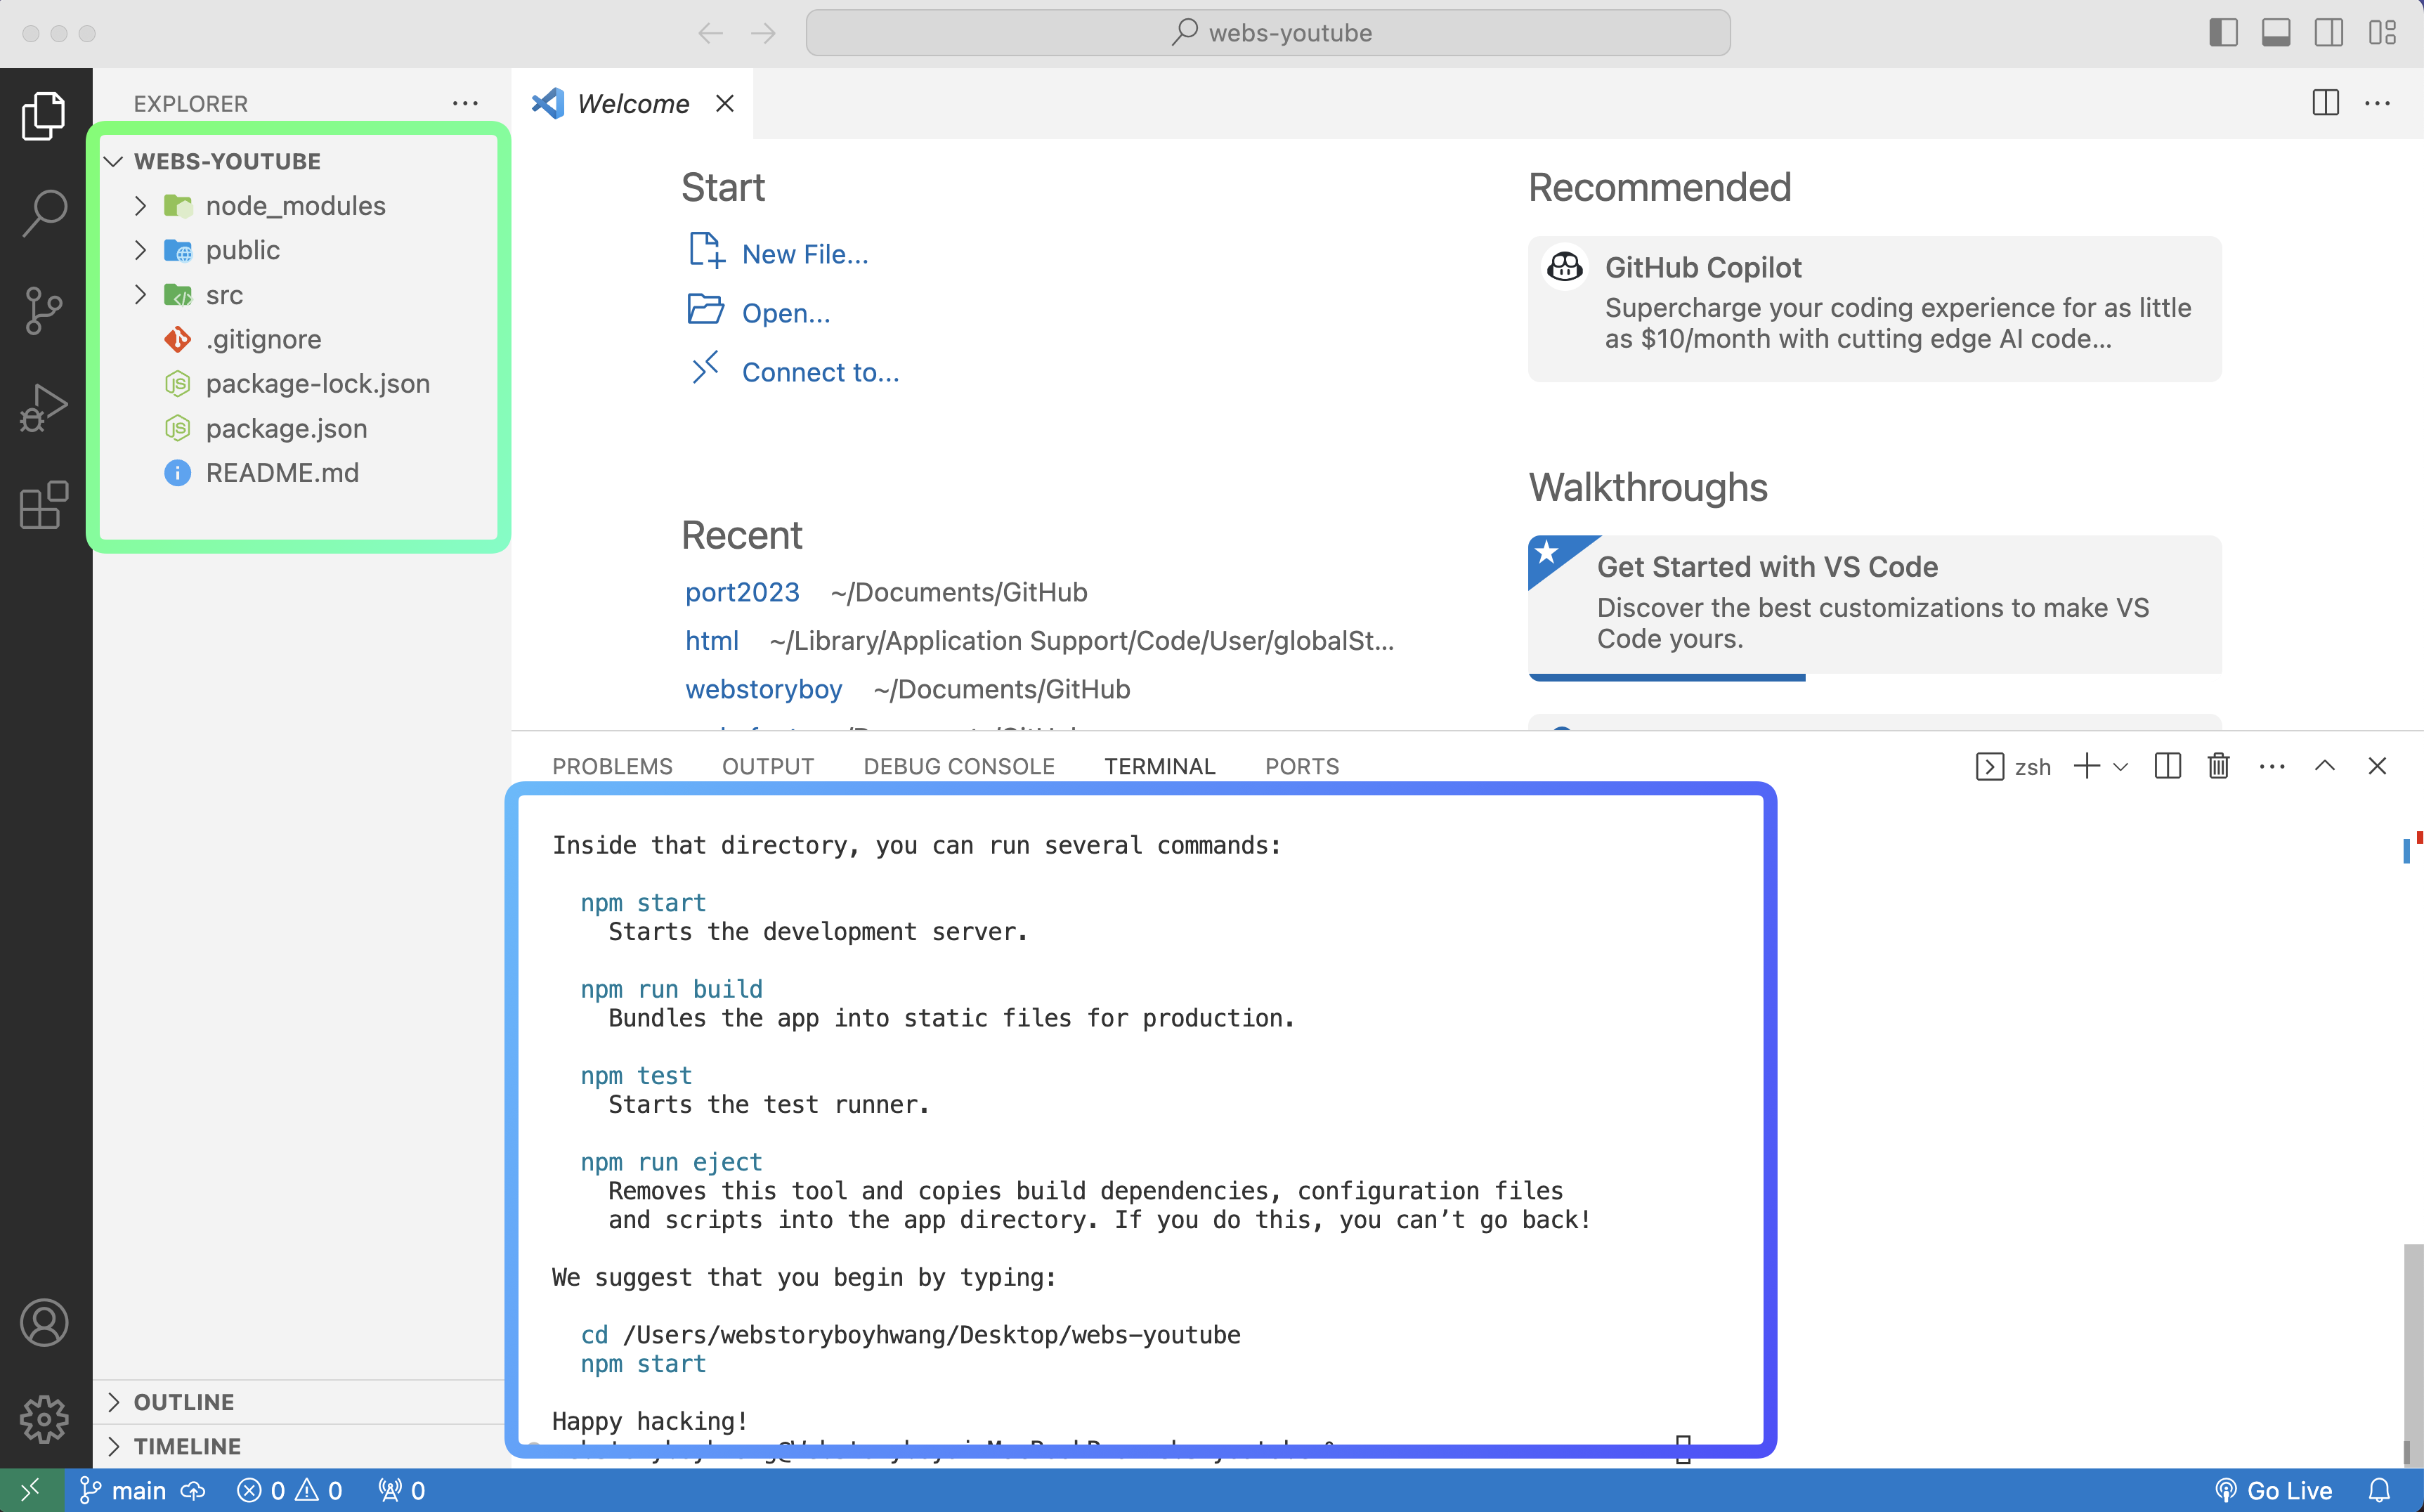 webs-youtube
EXPLORER
WEBS-YOUTUBE
node_modules
public
src
.gitignore
package-lock.json
package.json
README.md
OUTLINE
TIMELINE
Welcome
Start
New File...
Open...
Connect to...
Recent
port2023 ~/Documents/GitHub
html ~/Library/Application Support/Code/User/globalSt...
webstoryboy ~/Documents/GitHub
Recommended
GitHub Copilot
Supercharge your coding experience for as little
as $10/month with cutting edge AI code...
Walkthroughs
Get Started with VS Code
Discover the best customizations to make VS
Code yours.
PROBLEMS OUTPUT DEBUG CONSOLE TERMINAL PORTS
zsh
Inside that directory, you can run several commands:
npm start
Starts the development server.
npm run build
Bundles the app into static files for production.
npm test
Starts the test runner.
npm run eject
Removes this tool and copies build dependencies, configuration files
and scripts into the app directory. If you do this, you can’t go back!
We suggest that you begin by typing:
cd /Users/webstoryboyhwang/Desktop/webs-youtube
npm start
Happy hacking!
main 0 0 0 Go Live